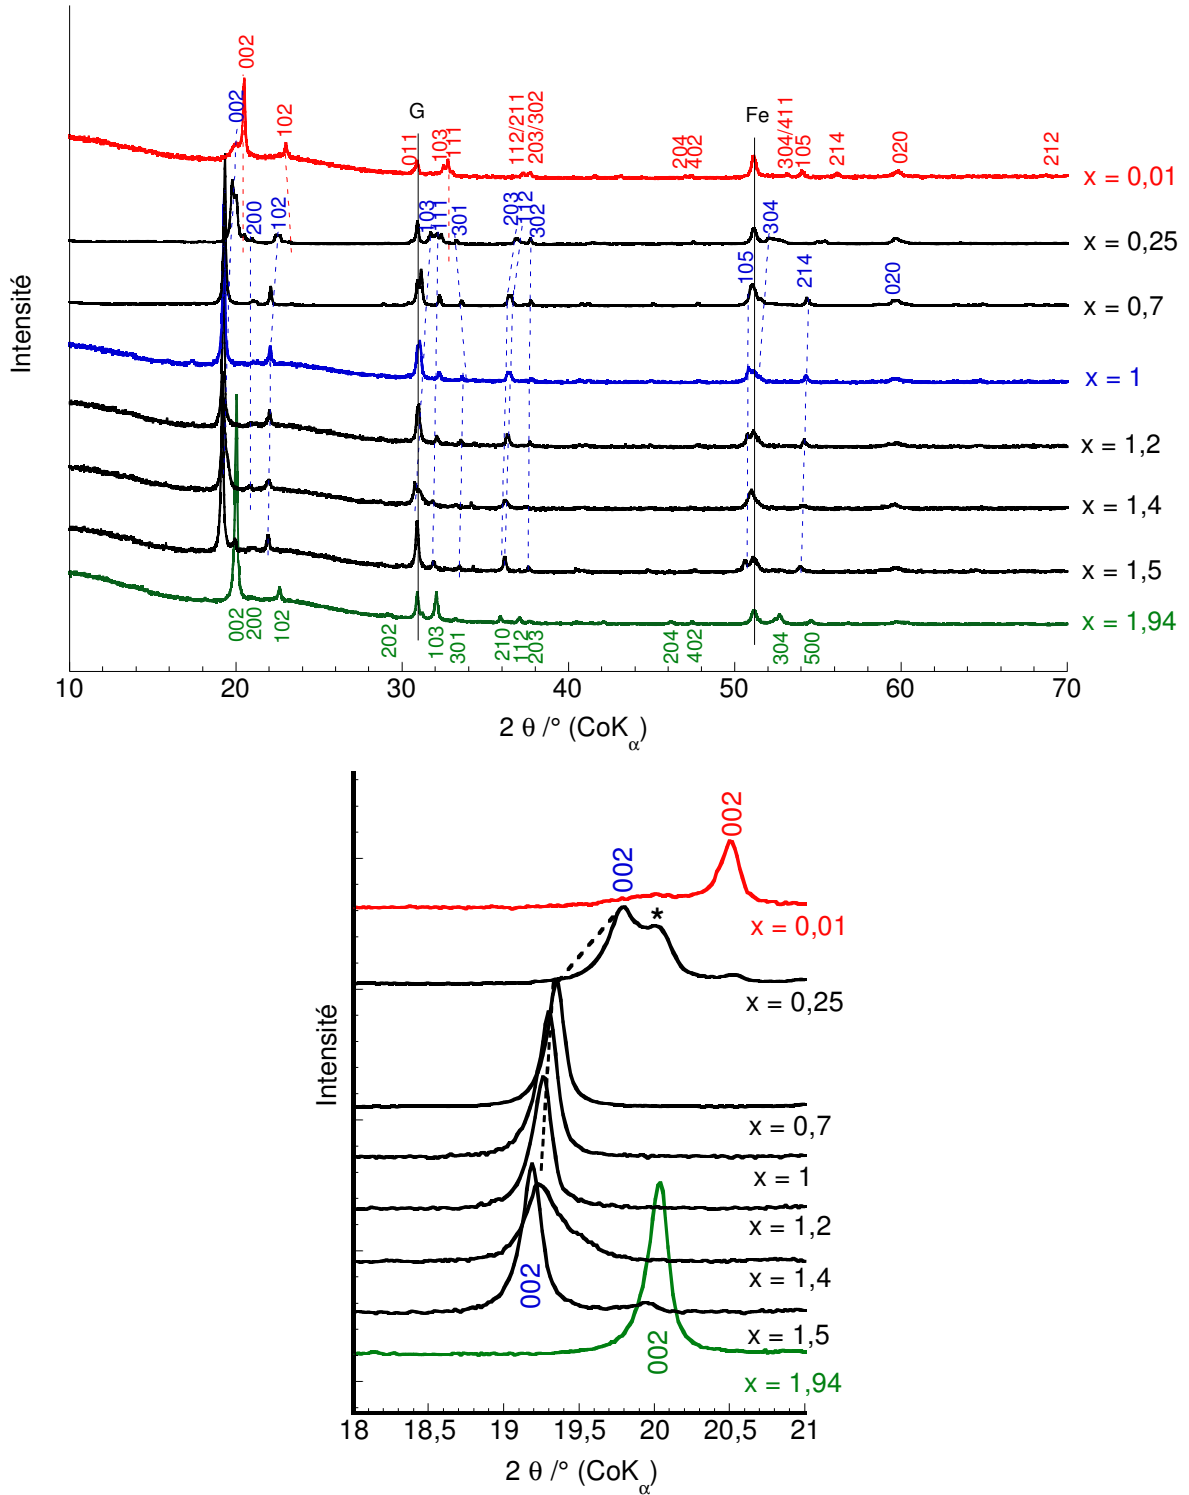 002
002
102
G
011
103
111
112/211
203/302
204
402
Fe
304/411
105
214
020
212
x = 0,01
200
102
103
111
301
203
112
302
304
x = 0,25
105
214
020
x = 0,7
Intensité
x = 1
x = 1,2
x = 1,4
x = 1,5
x = 1,94
002
200
102
202
103
301
210
112
203
204
402
304
500
10 20 30 40 50 60 70
2 θ /° (CoKα)
002
002
*
x = 0,01
x = 0,25
Intensité
x = 0,7
x = 1
x = 1,2
002
x = 1,4
002
x = 1,5
x = 1,94
18 18,5 19 19,5 20 20,5 21
2 θ /° (CoKα)